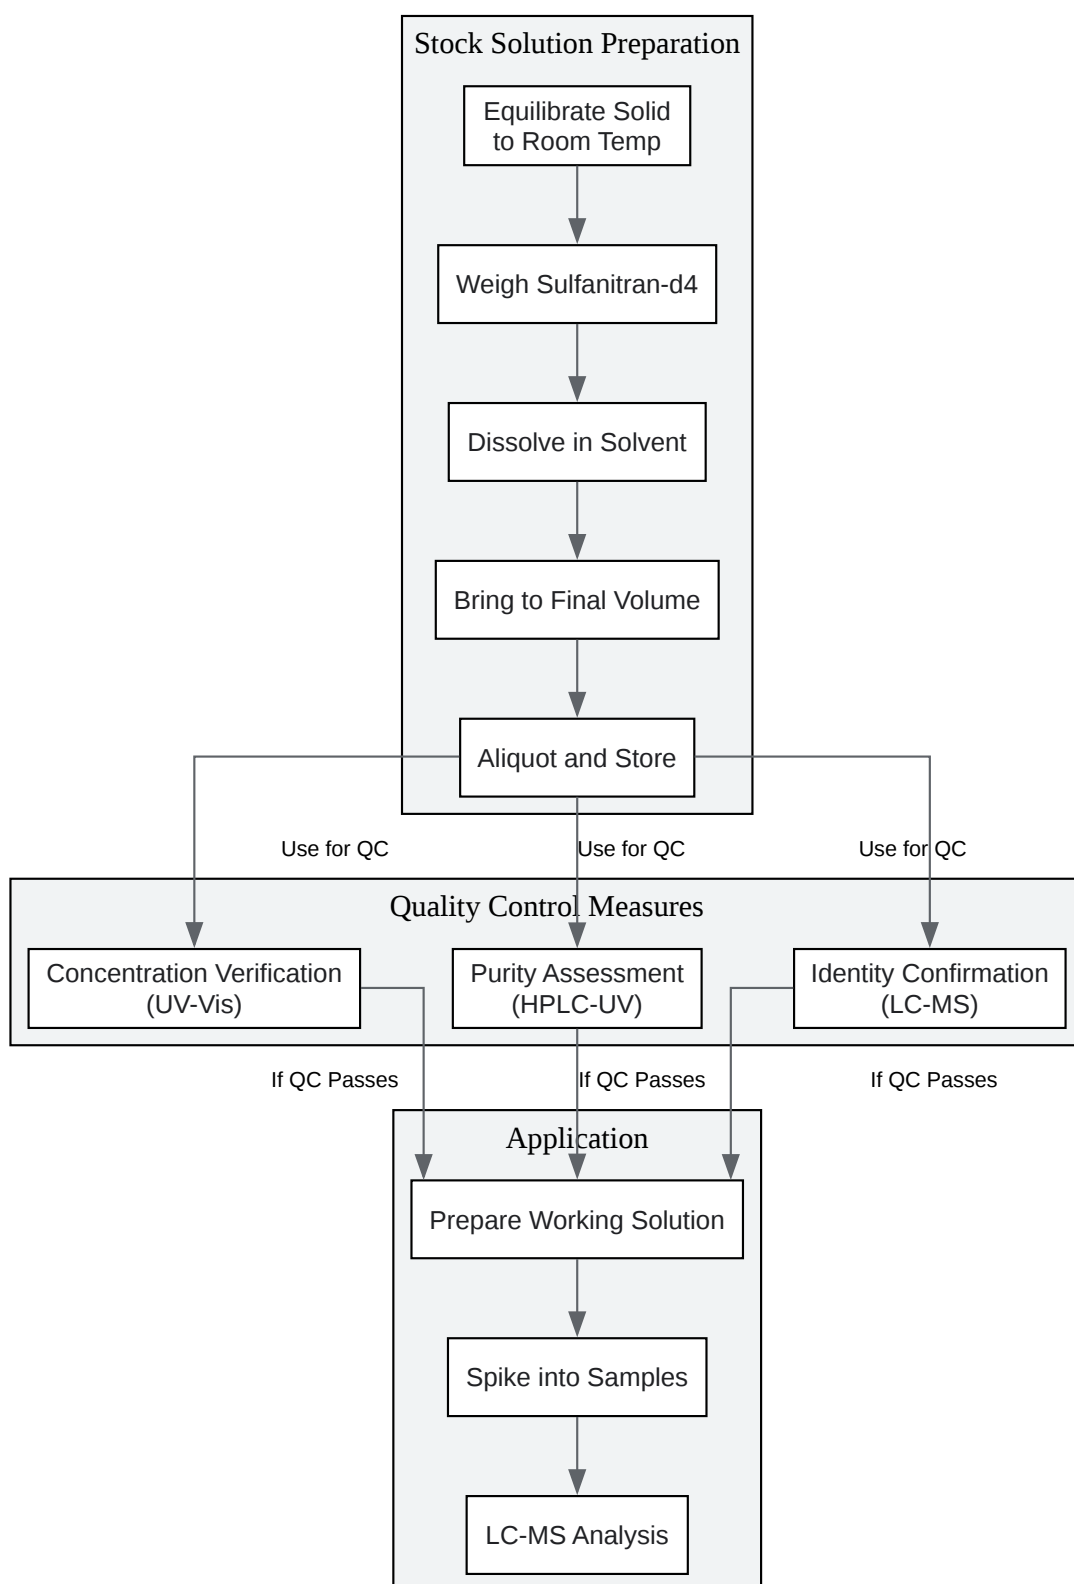 Stock Solution Preparation
Equilibrate Solid
to Room Temp
Weigh Sulfanitran-d4
Dissolve in Solvent
Bring to Final Volume
Aliquot and Store
Use for QC
Use for QC
Use for QC
Quality Control Measures
Concentration Verification
(UV-Vis)
Purity Assessment
(HPLC-UV)
Identity Confirmation
(LC-MS)
If QC Passes
If QC Passes
If QC Passes
Application
Prepare Working Solution
Spike into Samples
LC-MS Analysis